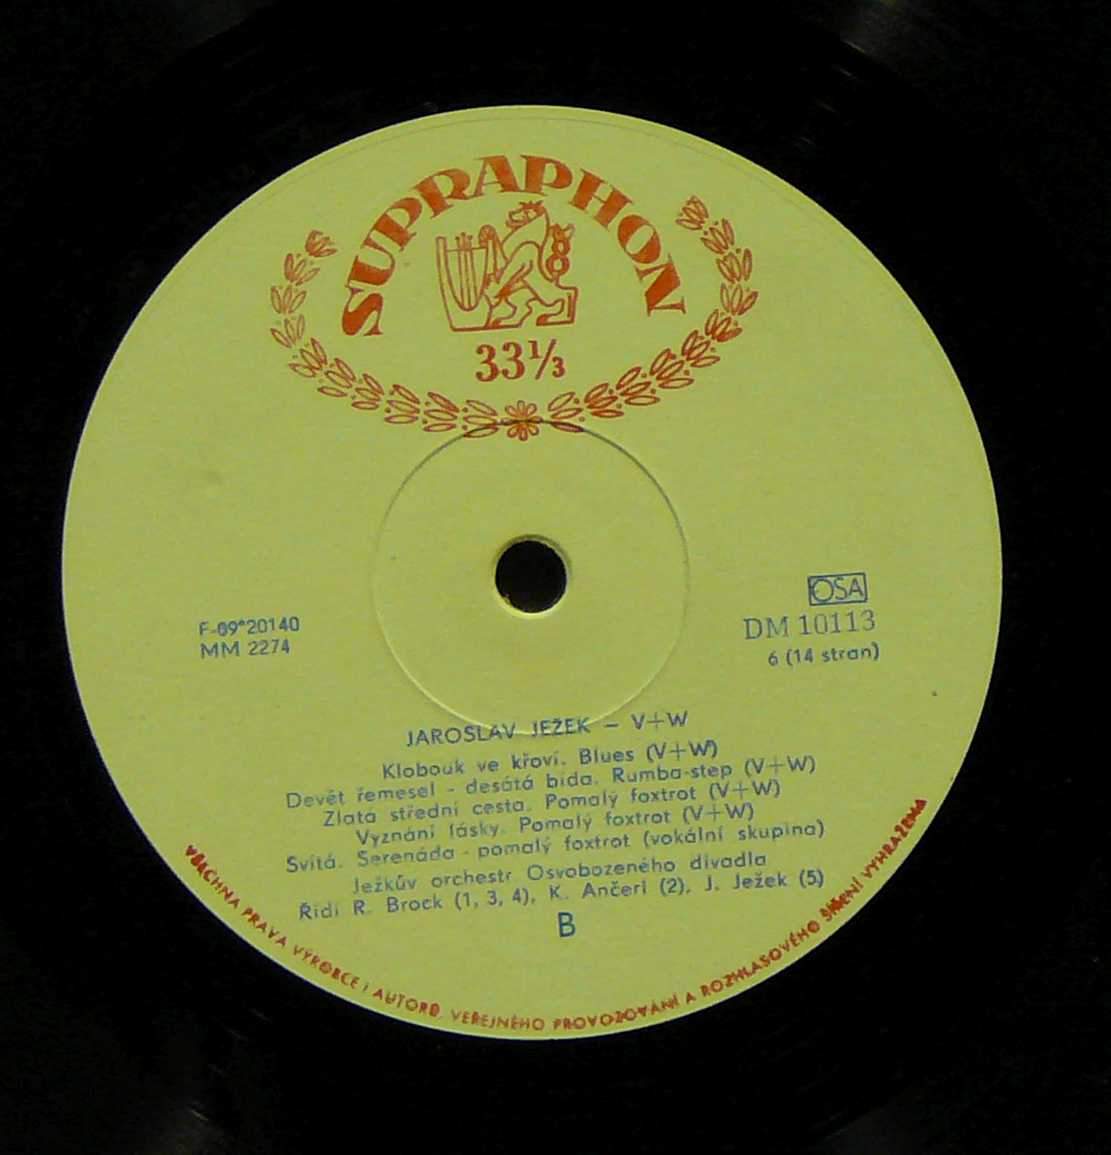 SUPRAPHON
33⅓
OSA
F-09*20140
DM 10113
MM 2274
6 (14 stran)
JAROSLAV JEŽEK – V+W
Klobouk ve křoví. Blues (V+W)
Devět řemesel - desátá bída. Rumba-step (V+W)
Zlatá střední cesta. Pomalý foxtrot (V+W)
Vyznání lásky. Pomalý foxtrot (V+W)
Svítá. Serenáda - pomalý foxtrot (vokální skupina)
Ježkův orchestr Osvobozeného divadla
Řídí R. Brock (1, 3, 4), K. Ančerl (2), J. Ježek (5)
B
VŠECHNA PRÁVA VÝROBCE I AUTORŮ VEŘEJNÉHO PROVOZOVÁNÍ A ROZHLASOVÉHO ŠÍŘENÍ VYHRAŽENA